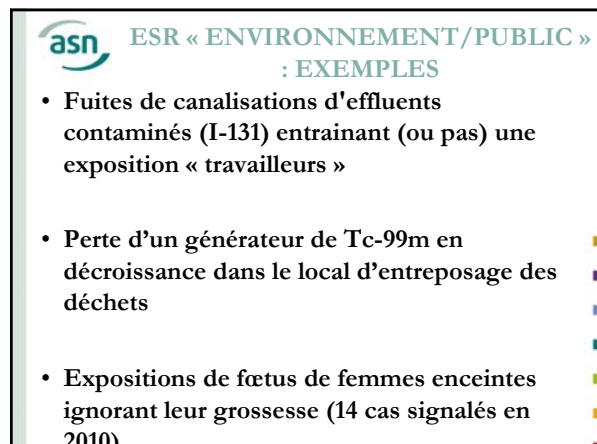 asn
ESR « ENVIRONNEMENT/PUBLIC »
: EXEMPLES
• Fuites de canalisations d'effluents
contaminés (I-131) entrainant (ou pas) une
exposition « travailleurs »
• Perte d’un générateur de Tc-99m en
décroissance dans le local d’entreposage des
déchets
• Expositions de fœtus de femmes enceintes
ignorant leur grossesse (14 cas signalés en
2010)